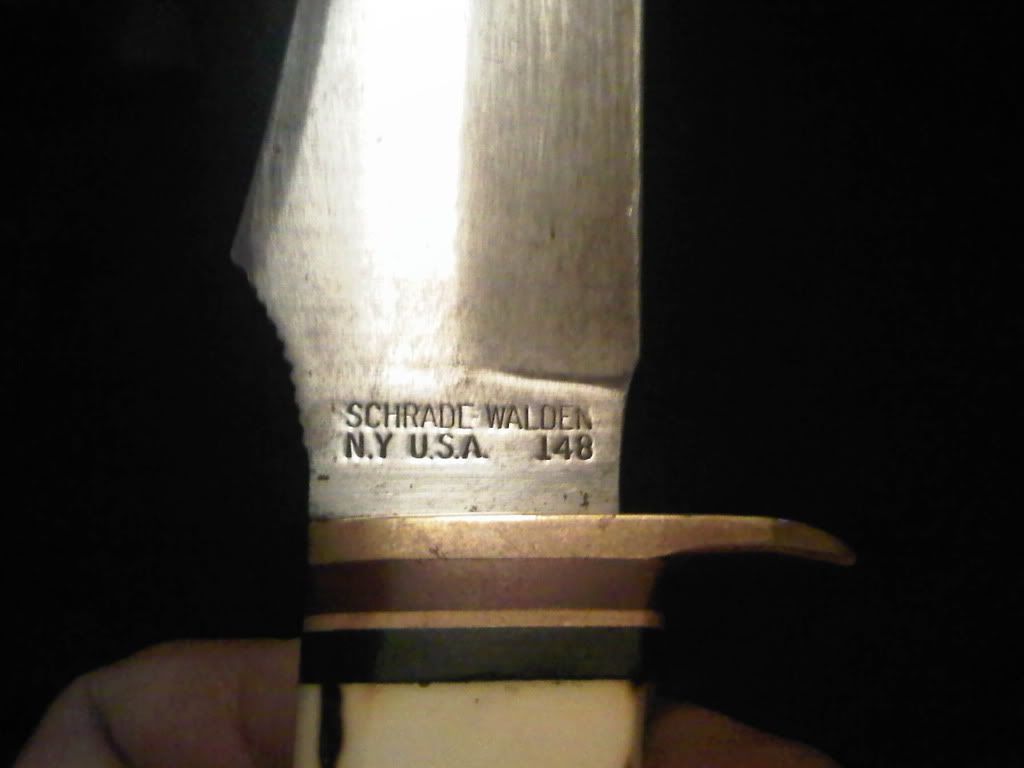 SCHRADE-WALDEN
N.Y U.S.A. 148